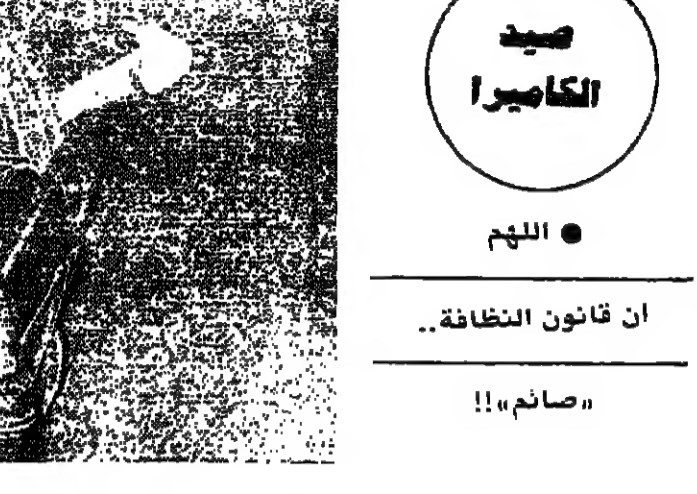 صيد
الكاميرا
● اللهم
ان قانون النظافة..
«صائم»!!